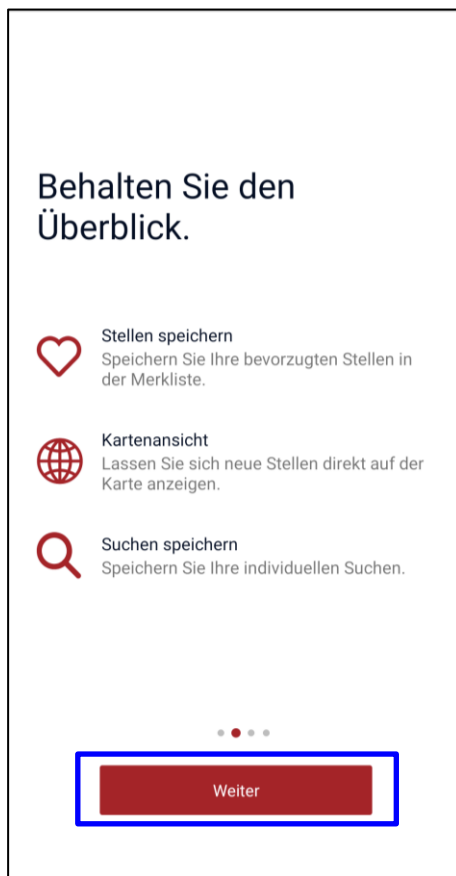 Behalten Sie den
Überblick.
Stellen speichern
Speichern Sie Ihre bevorzugten Stellen in
der Merkliste.
Kartenansicht
Lassen Sie sich neue Stellen direkt auf der
Karte anzeigen.
Suchen speichern
Speichern Sie Ihre individuellen Suchen.
Weiter